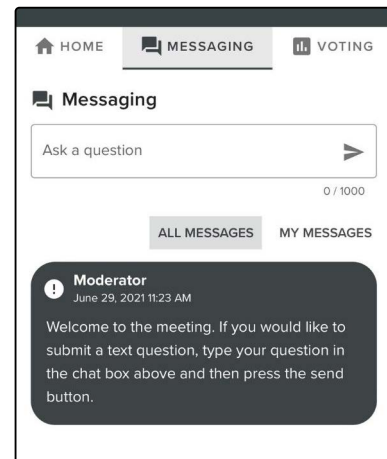 HOME MESSAGING VOTING
Messaging
Ask a question
0 / 1000
ALL MESSAGES MY MESSAGES
Moderator
June 29, 2021 11:23 AM
Welcome to the meeting. If you would like to
submit a text question, type your question in
the chat box above and then press the send
button.